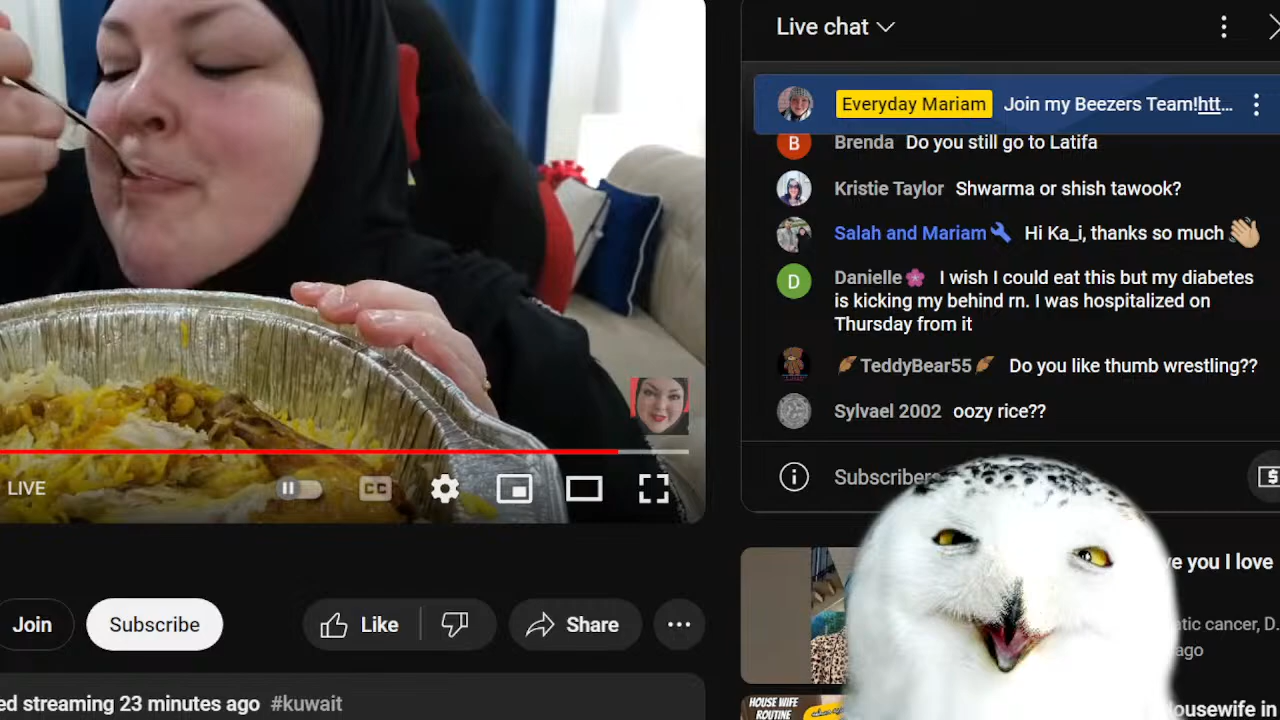 Live chat
Everyday Mariam Join my Beezers Team!htt...
B Brenda Do you still go to Latifa
Kristie Taylor Shwarma or shish tawook?
Salah and Mariam Hi Ka_i, thanks so much
D Danielle I wish I could eat this but my diabetes
is kicking my behind rn. I was hospitalized on
Thursday from it
TeddyBear55 Do you like thumb wrestling??
Sylvael 2002 oozy rice??
Subscribers
LIVE
CC
$
Join
Subscribe
Like
Share
ed streaming 23 minutes ago #kuwait
ve you I love
tic cancer, D.
ago
HOUSE WIFE
ROUTINE
ousewife in